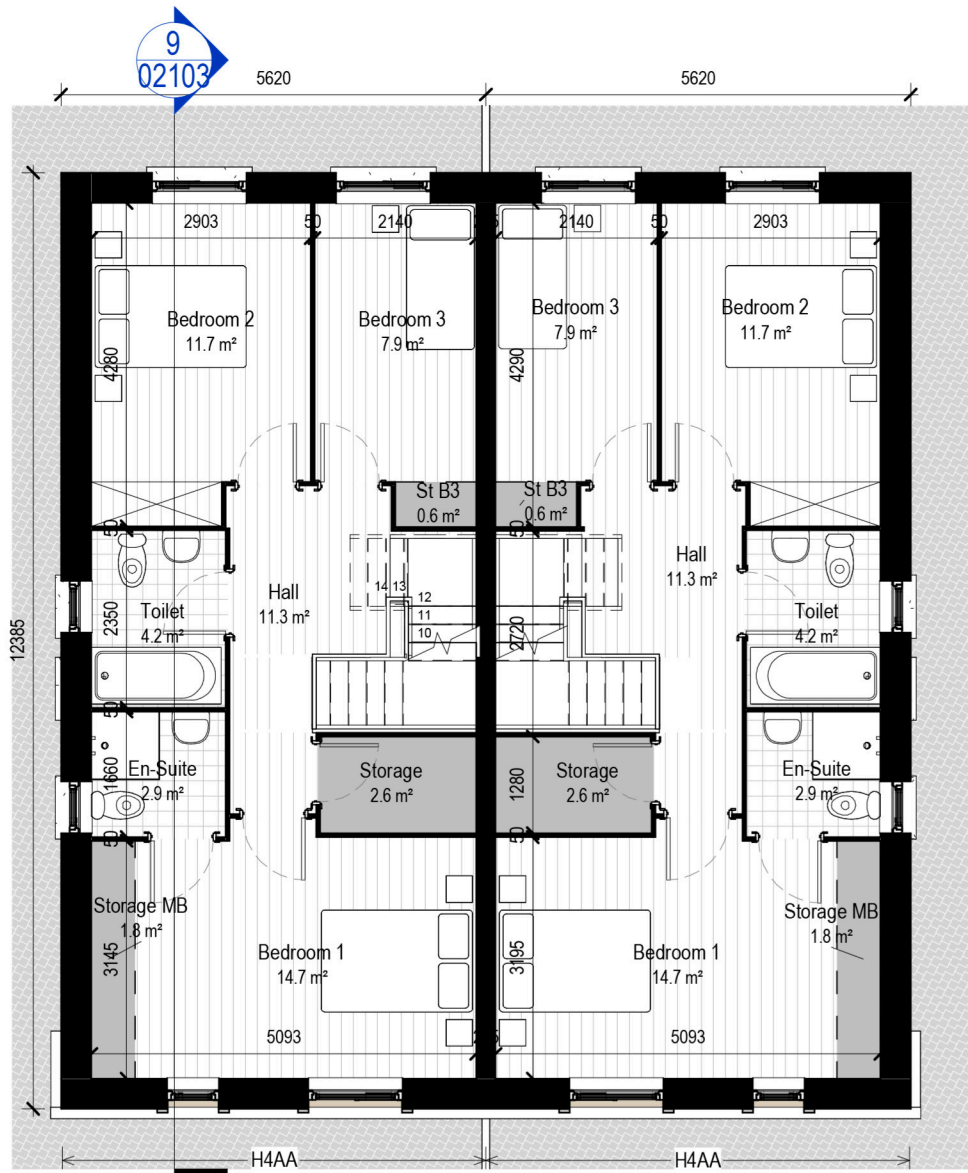 9
02103
5620
5620
2903
50
2140
2140
50
2903
Bedroom 2
11.7 m²
Bedroom 3
7.9 m²
Bedroom 3
7.9 m²
Bedroom 2
11.7 m²
4280
4290
St B3
0.6 m²
St B3
0.6 m²
50
50
Hall
11.3 m²
Hall
11.3 m²
14
13
12
11
10
Toilet
4.2 m²
Toilet
4.2 m²
2350
2720
12385
50
50
En-Suite
2.9 m²
Storage
2.6 m²
Storage
2.6 m²
En-Suite
2.9 m²
1660
1280
50
50
Storage MB
1.8 m²
Storage MB
1.8 m²
Bedroom 1
14.7 m²
Bedroom 1
14.7 m²
3145
3195
5093
5093
H4AA
H4AA